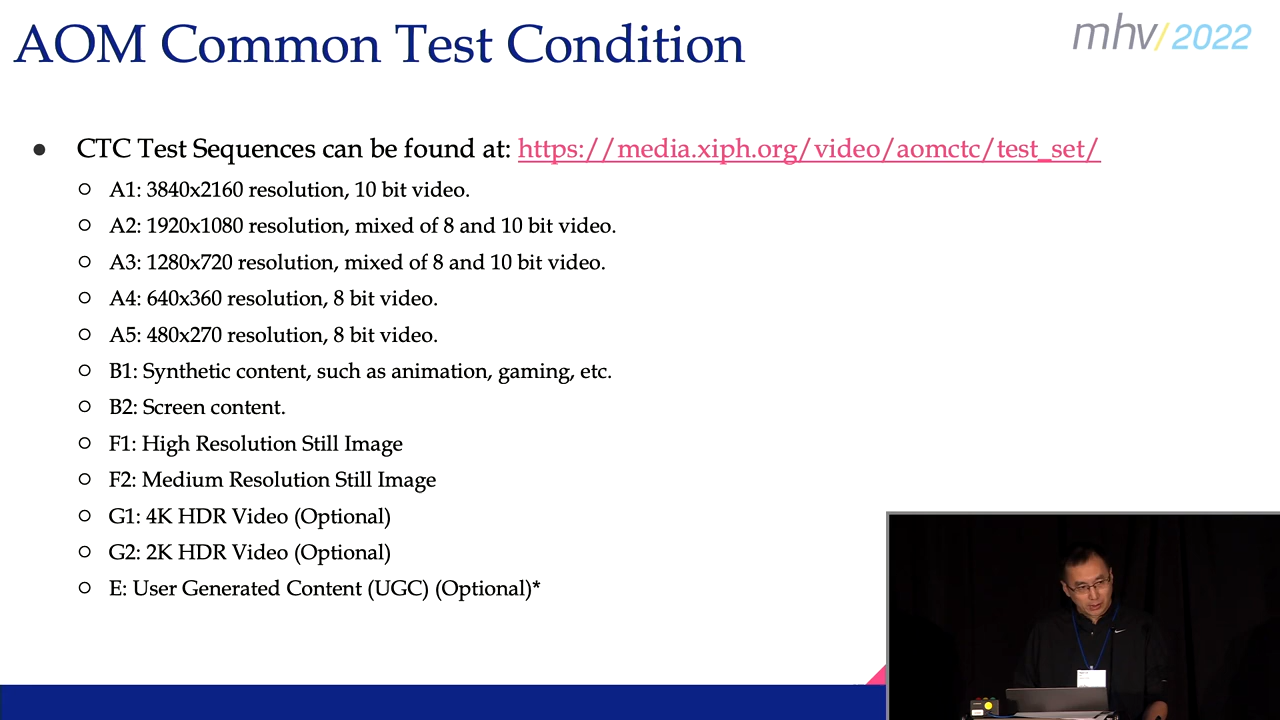 AOM Common Test Condition
mhv/2022
● CTC Test Sequences can be found at: https://media.xiph.org/video/aomctc/test_set/
○ A1: 3840x2160 resolution, 10 bit video.
○ A2: 1920x1080 resolution, mixed of 8 and 10 bit video.
○ A3: 1280x720 resolution, mixed of 8 and 10 bit video.
○ A4: 640x360 resolution, 8 bit video.
○ A5: 480x270 resolution, 8 bit video.
○ B1: Synthetic content, such as animation, gaming, etc.
○ B2: Screen content.
○ F1: High Resolution Still Image
○ F2: Medium Resolution Still Image
○ G1: 4K HDR Video (Optional)
○ G2: 2K HDR Video (Optional)
○ E: User Generated Content (UGC) (Optional)*